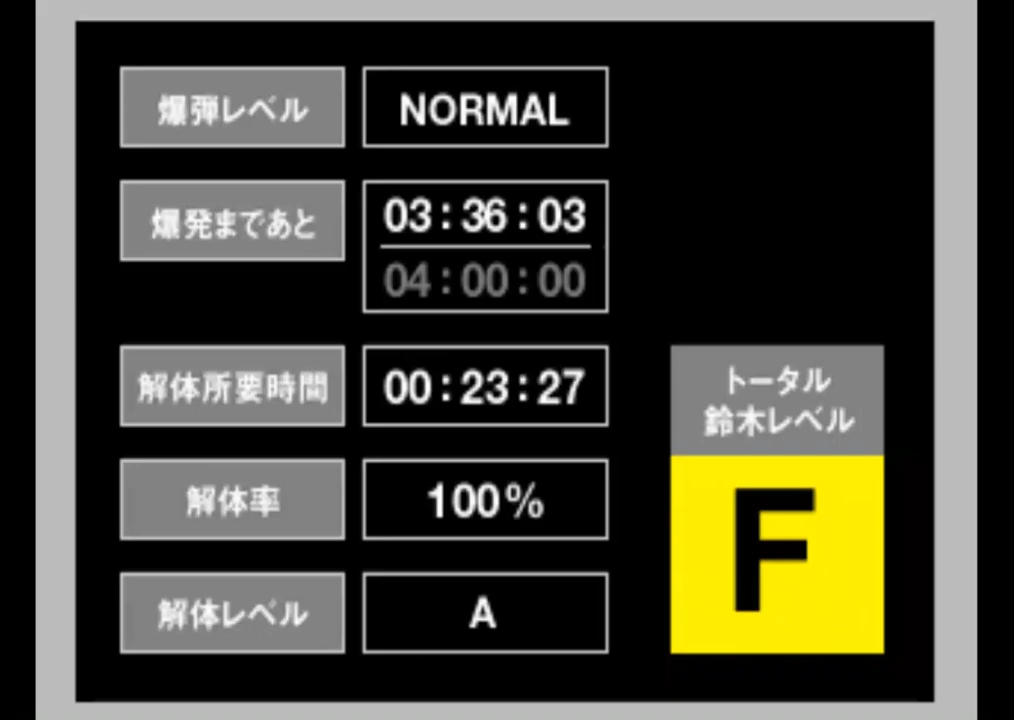 爆弾レベル
NORMAL
爆発まであと
03:36:03
04:00:00
解体所要時間
00:23:27
解体率
100%
解体レベル
A
トータル
鈴木レベル
F